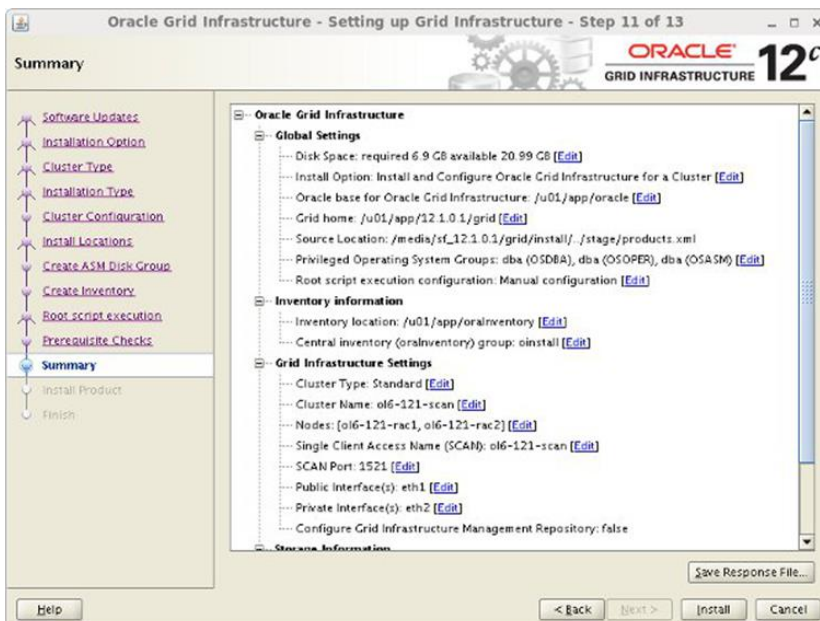 Oracle Grid Infrastructure - Setting up Grid Infrastructure - Step 11 of 13
Summary
ORACLE
GRID INFRASTRUCTURE
12c
Software Updates
Installation Option
Cluster Type
Installation Type
Cluster Configuration
Install Locations
Create ASM Disk Group
Create Inventory
Root script execution
Prerequisite Checks
Summary
Install Product
Finish
Oracle Grid Infrastructure
Global Settings
Disk Space: required 6.9 GB available 20.99 GB [Edit]
Install Option: Install and Configure Oracle Grid Infrastructure for a Cluster [Edit]
Oracle base for Oracle Grid Infrastructure: /u01/app/oracle [Edit]
Grid home: /u01/app/12.1.0.1/grid [Edit]
Source Location: /media/sf_12.1.0.1/grid/install/../stage/products.xml
Privileged Operating System Groups: dba (OSDBA), dba (OSOPER), dba (OSASM) [Edit]
Root script execution configuration: Manual configuration [Edit]
Inventory information
Inventory location: /u01/app/oraInventory [Edit]
Central inventory (oraInventory) group: oinstall [Edit]
Grid Infrastructure Settings
Cluster Type: Standard [Edit]
Cluster Name: ol6-121-scan [Edit]
Nodes: [ol6-121-rac1, ol6-121-rac2] [Edit]
Single Client Access Name (SCAN): ol6-121-scan [Edit]
SCAN Port: 1521 [Edit]
Public Interface(s): eth1 [Edit]
Private Interface(s): eth2 [Edit]
Configure Grid Infrastructure Management Repository: false
Storage Information
Save Response File...
Help
< Back
Next >
Install
Cancel